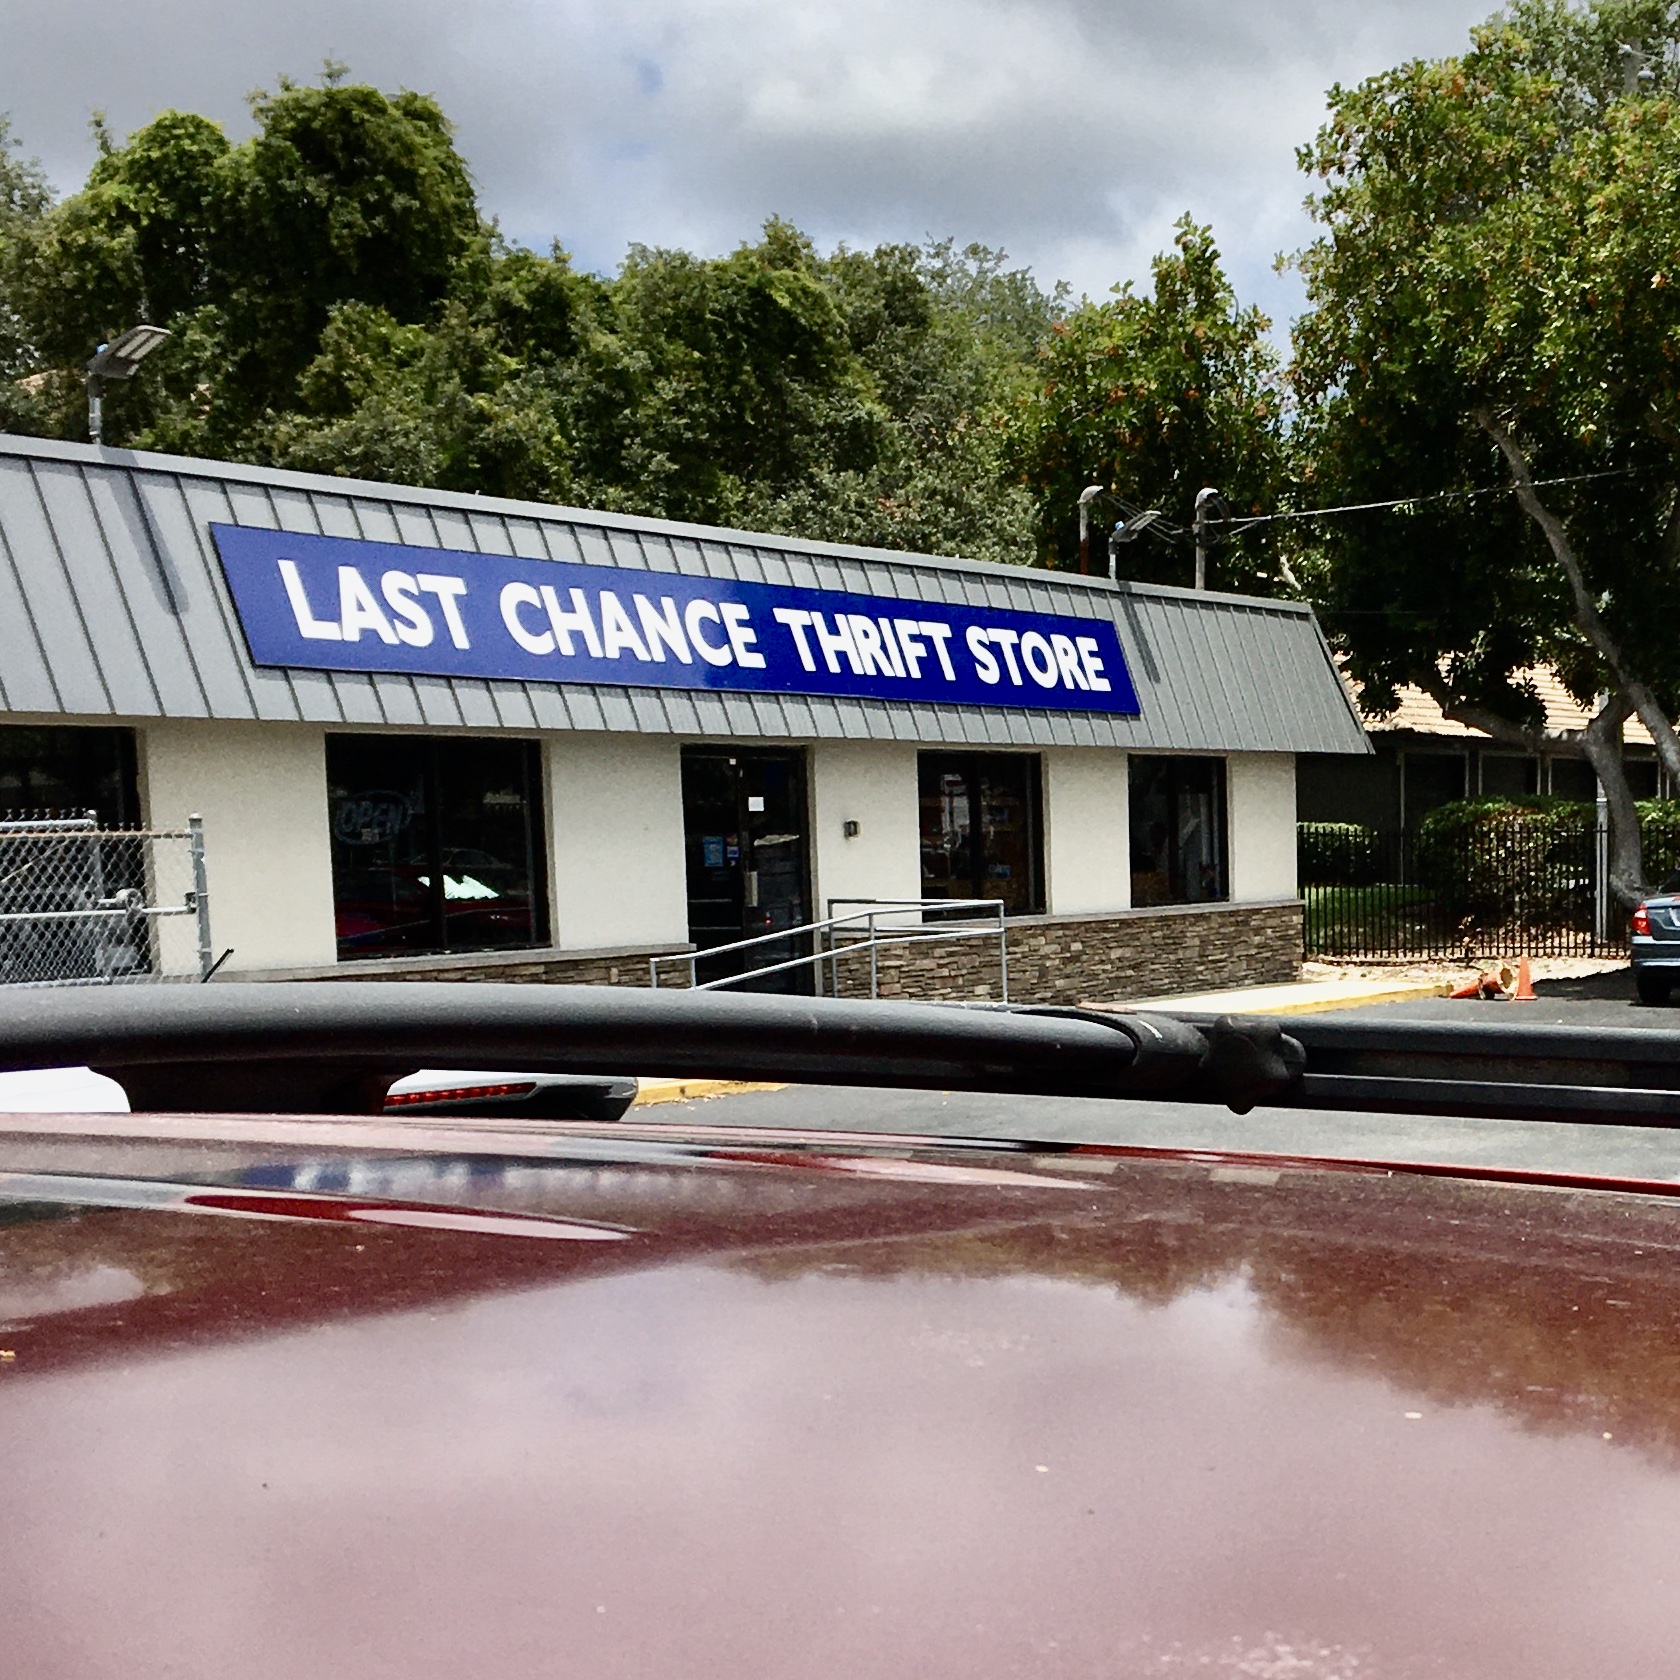 LAST CHANCE THRIFT STORE
OPEN